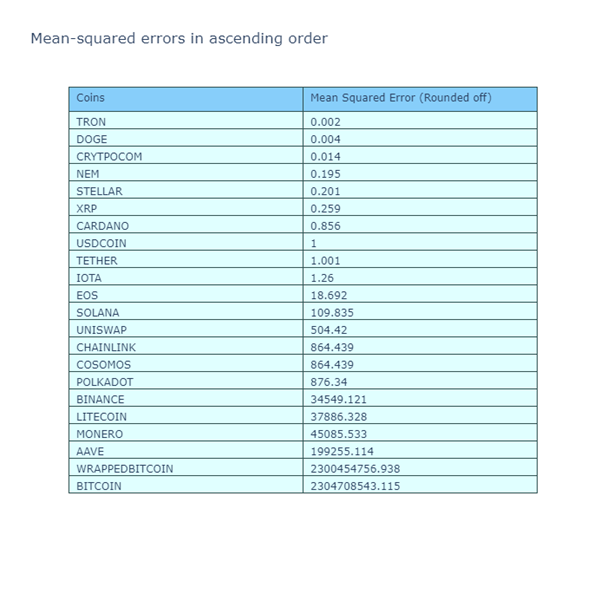 Mean-squared errors in ascending order
Coins Mean Squared Error (Rounded off)
TRON 0.002
DOGE 0.004
CRYTPOCOM 0.014
NEM 0.195
STELLAR 0.201
XRP 0.259
CARDANO 0.856
USDCOIN 1
TETHER 1.001
IOTA 1.26
EOS 18.692
SOLANA 109.835
UNISWAP 504.42
CHAINLINK 864.439
COSOMOS 864.439
POLKADOT 876.34
BINANCE 34549.121
LITECOIN 37886.328
MONERO 45085.533
AAVE 199255.114
WRAPPEDBITCOIN 2300454756.938
BITCOIN 2304708543.115